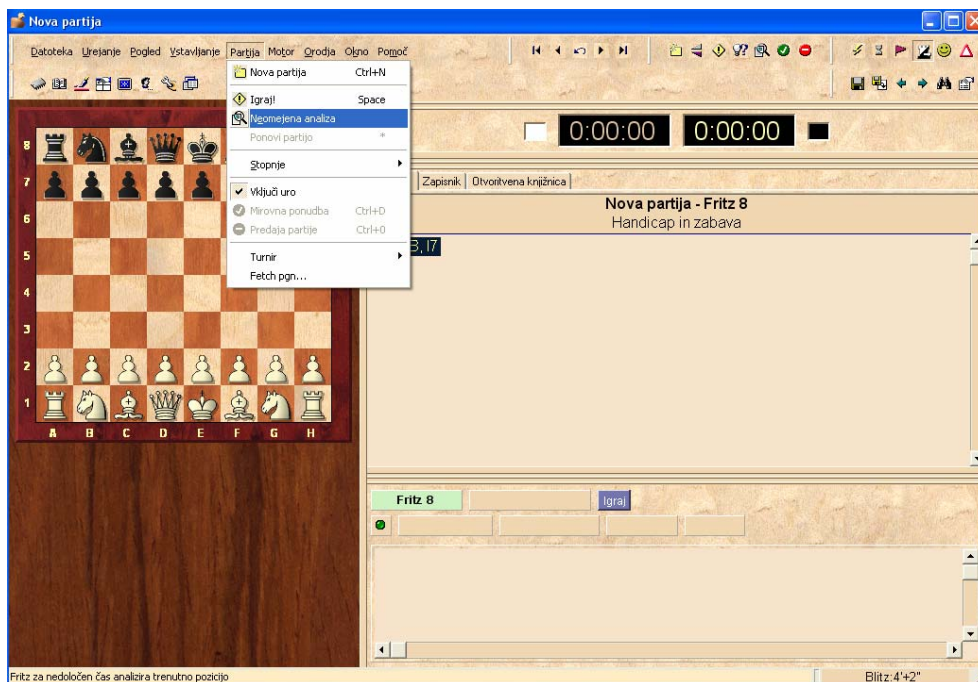 Nova partija
Datoteka Urejanje Pogled Vstavljanje Partija Motor Orodja Okno Pomoč
Nova partija Ctrl+N
Igraj! Space
Neomejena analiza
Ponovi partijo *
Stopnje
Vključi uro
Mirovna ponudba Ctrl+D
Predaja partije Ctrl+0
Turnir
Fetch pgn...
0:00:00 0:00:00
Zapisnik Otvoritvena knjižnica
Nova partija - Fritz 8
Handicap in zabava
I7
8
7
6
5
4
3
2
1
A B C D E F G H
Fritz 8 Igraj
Fritz za nedoločen čas analizira trenutno pozicijo Blitz:4'+2"